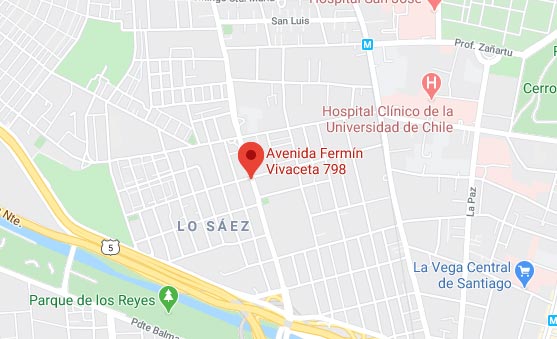 San Luis
Hospital San José
M
Prof. Zañartu
H
Hospital Clínico de la
Universidad de Chile
Cerro
Avenida Fermín
Vivaceta 798
La Paz
LO SÁEZ
Nte.
5
La Vega Central
de Santiago
Parque de los Reyes
Pdte Balma
M